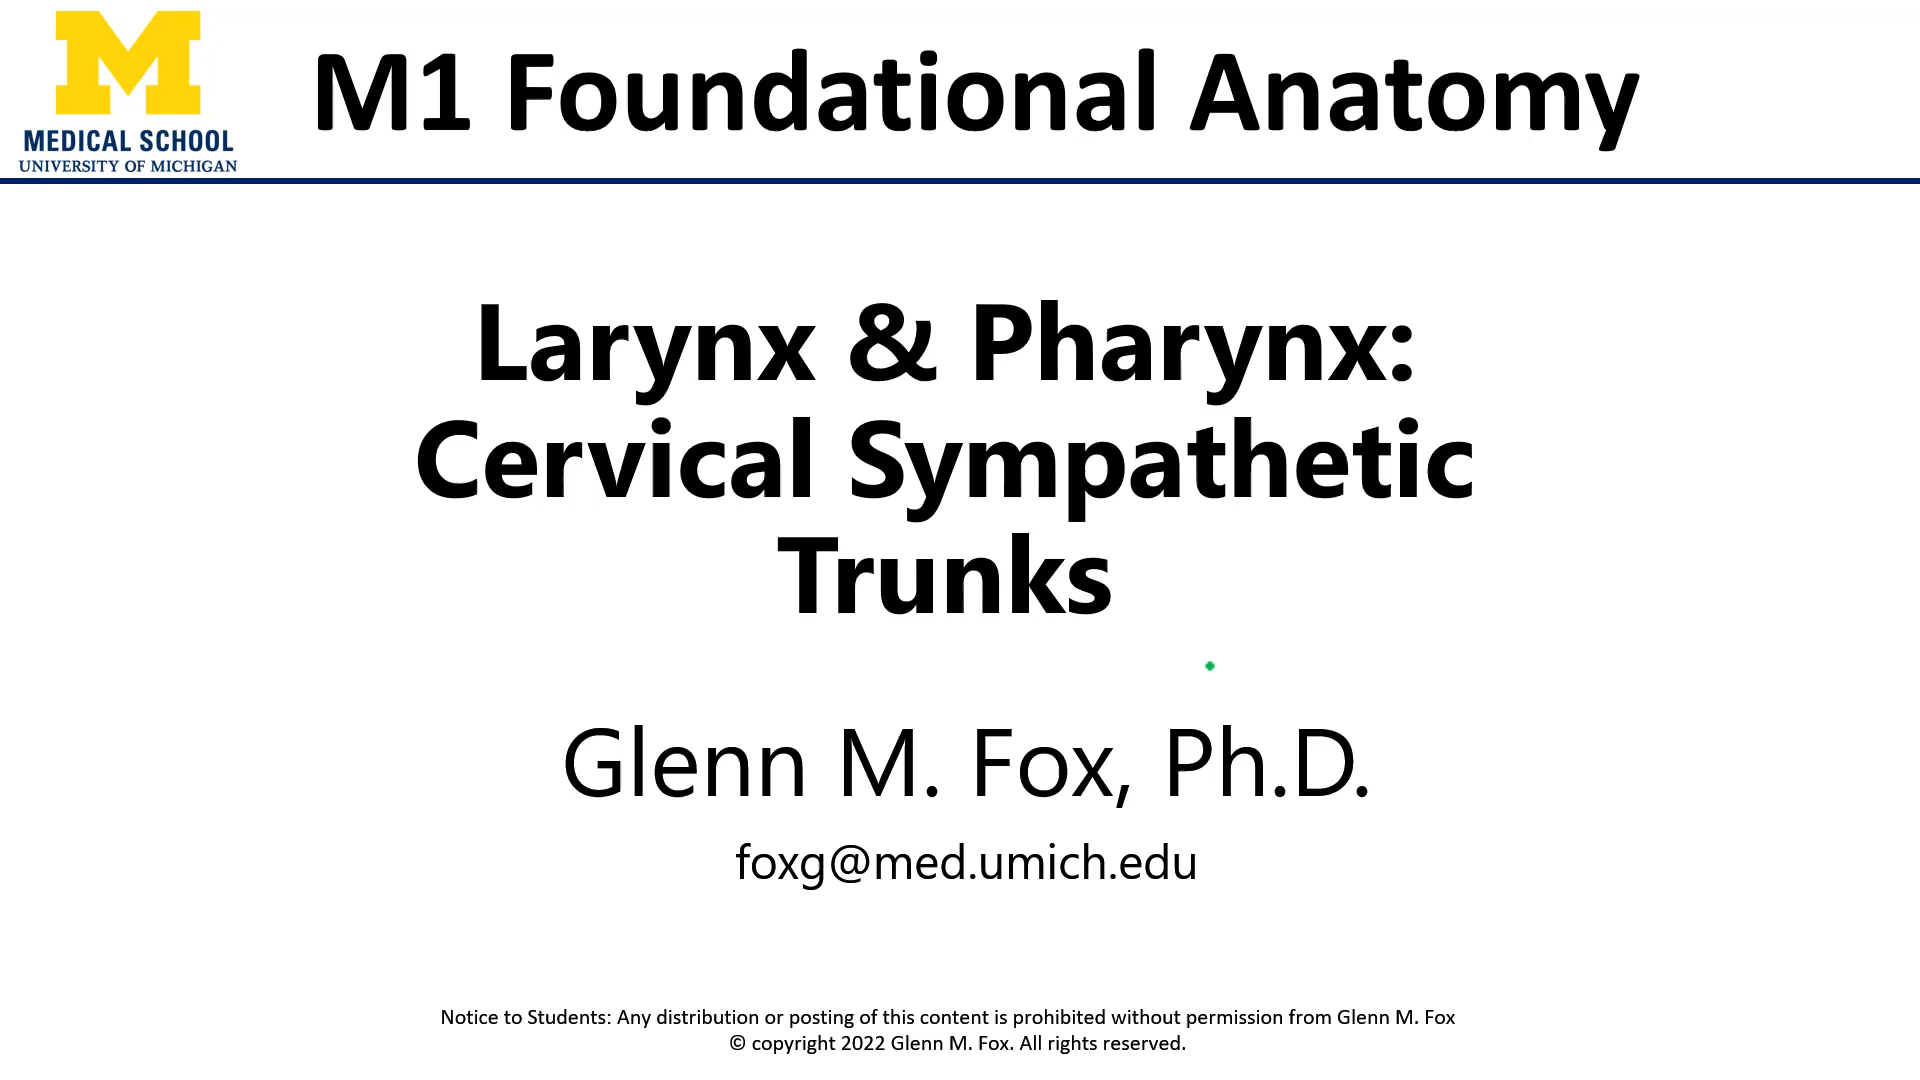 M
MEDICAL SCHOOL
UNIVERSITY OF MICHIGAN
M1 Foundational Anatomy
Larynx & Pharynx:
Cervical Sympathetic
Trunks
Glenn M. Fox, Ph.D.
foxg@med.umich.edu
Notice to Students: Any distribution or posting of this content is prohibited without permission from Glenn M. Fox
© copyright 2022 Glenn M. Fox. All rights reserved.